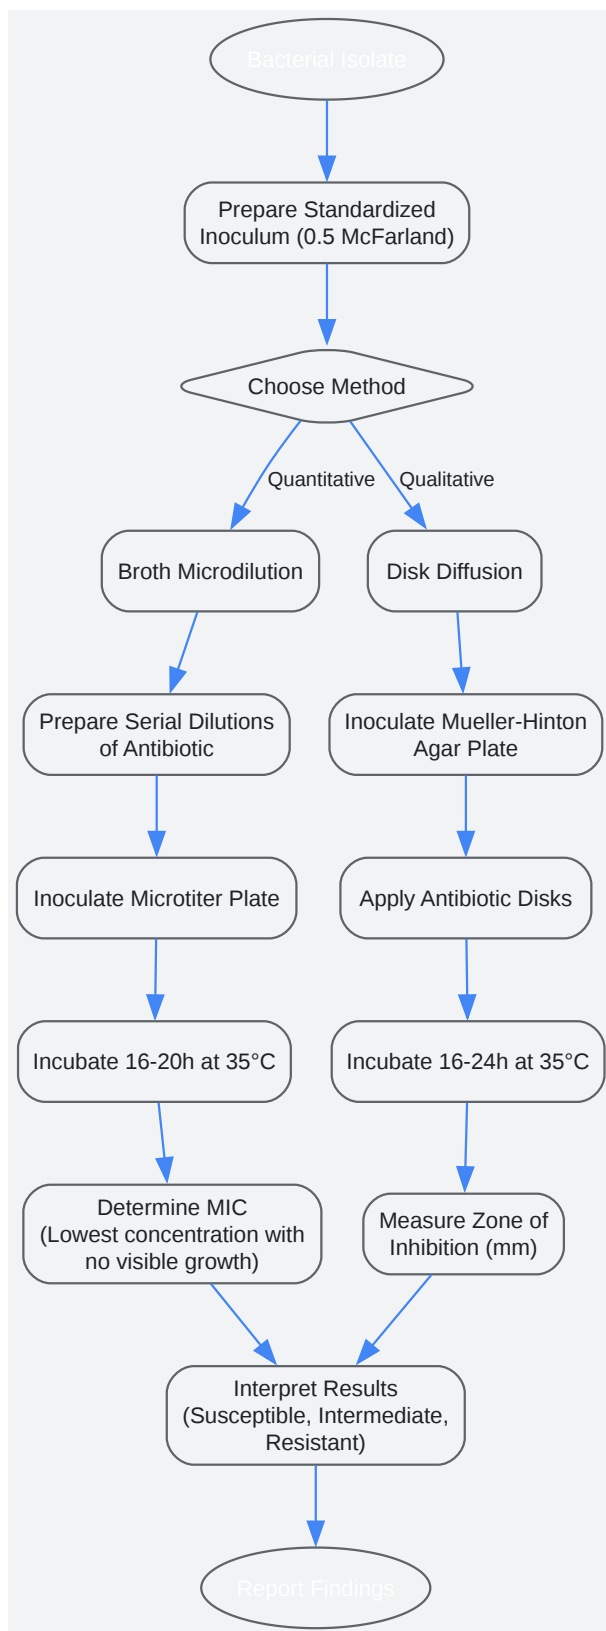 Bacterial Isolate
Prepare Standardized
Inoculum (0.5 McFarland)
Choose Method
Quantitative
Qualitative
Broth Microdilution
Disk Diffusion
Prepare Serial Dilutions
of Antibiotic
Inoculate Mueller-Hinton
Agar Plate
Inoculate Microtiter Plate
Apply Antibiotic Disks
Incubate 16-20h at 35°C
Incubate 16-24h at 35°C
Determine MIC
(Lowest concentration with
no visible growth)
Measure Zone of
Inhibition (mm)
Interpret Results
(Susceptible, Intermediate,
Resistant)
Report Findings